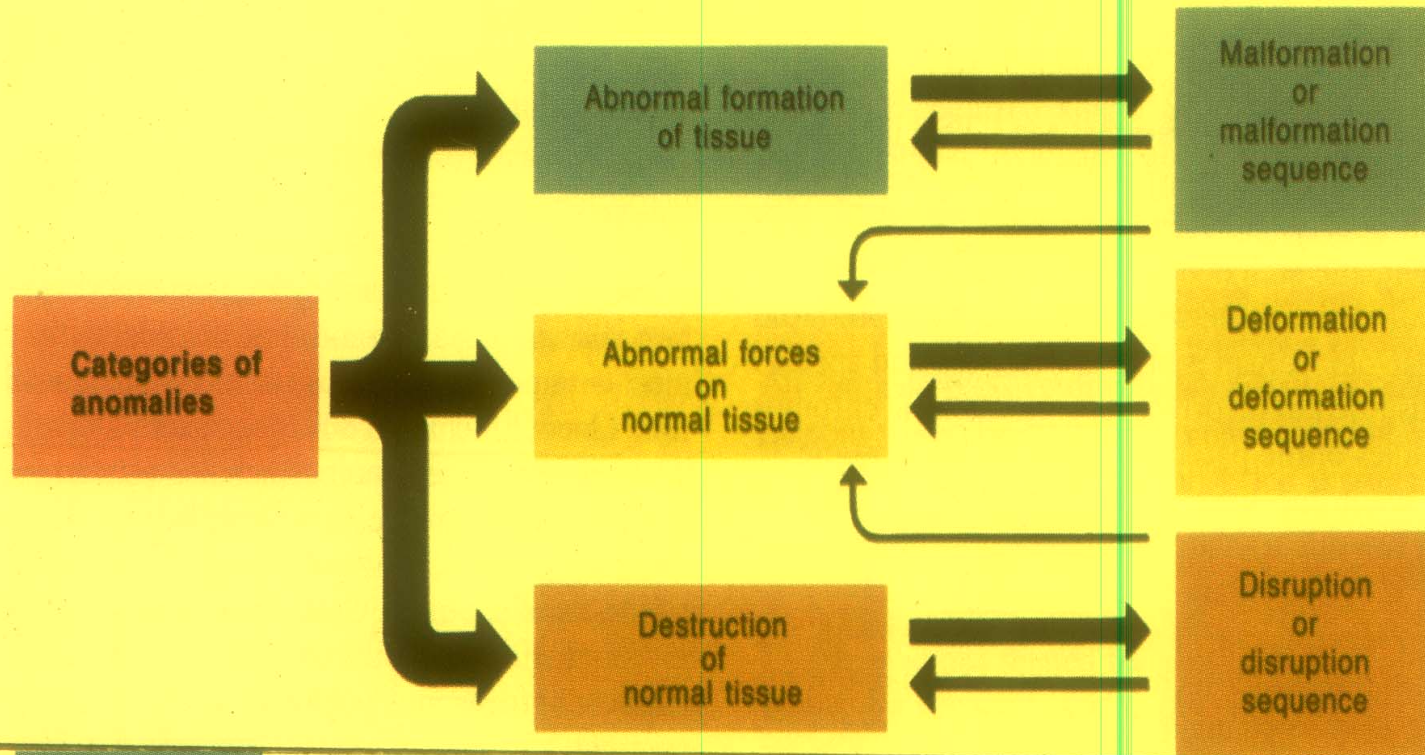 Categories of
anomalies
Abnormal formation
of tissue
Malformation
or
malformation
sequence
Abnormal forces
on
normal tissue
Deformation
or
deformation
sequence
Destruction
of
normal tissue
Disruption
or
disruption
sequence